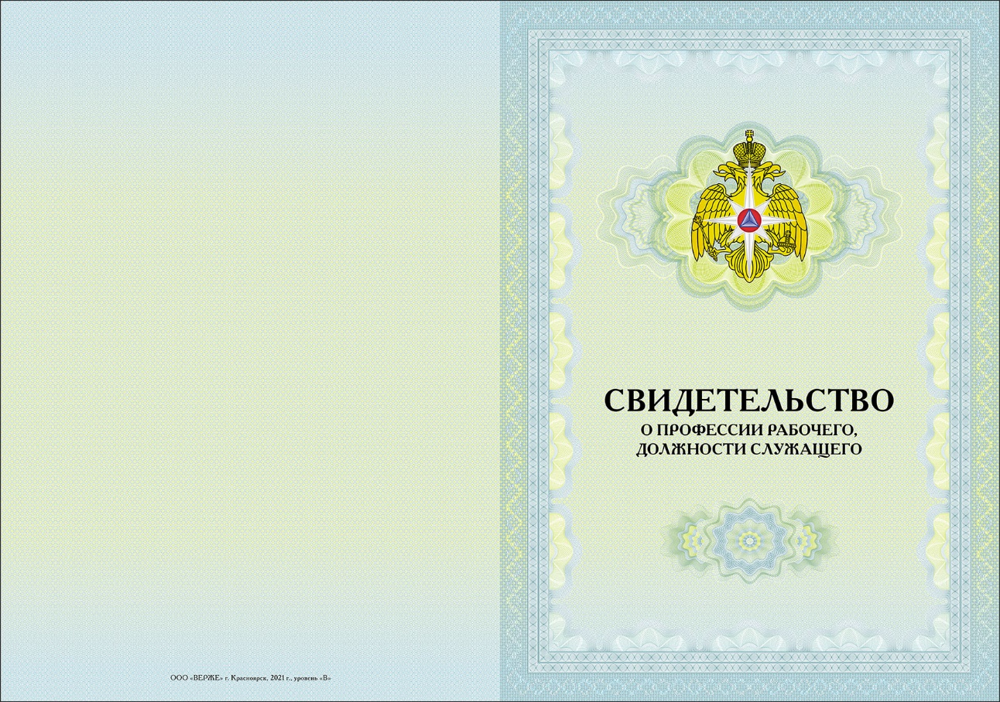 СВИДЕТЕЛЬСТВО
О ПРОФЕССИИ РАБОЧЕГО,
ДОЛЖНОСТИ СЛУЖАЩЕГО
ООО «ВЕРЖЕ» г. Красноярск, 2021 г., уровень «В»